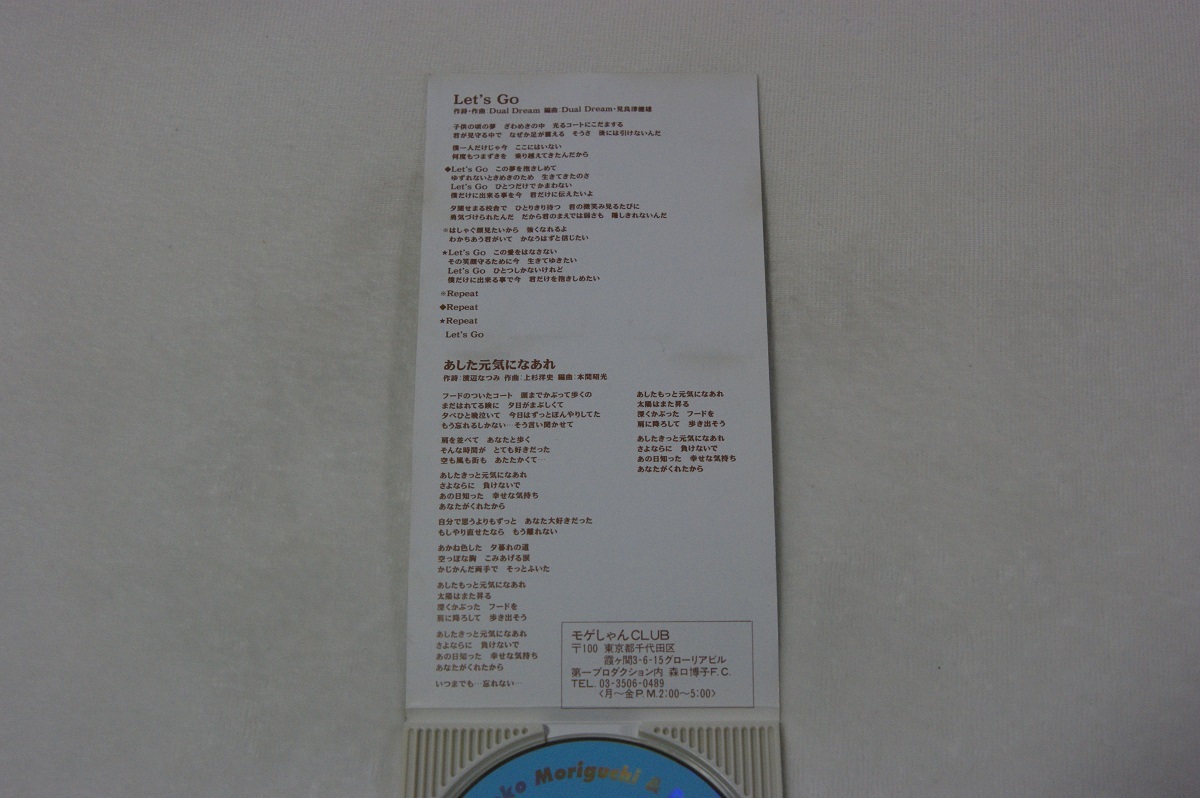 Let's Go
作詩・作曲:Dual Dream 編曲:Dual Dream・見良津健雄
子供の頃の夢 ざわめきの中 光るコートにこだまする
君が見守る中で なぜか足が震える そうさ 後には引けないんだ
僕一人だけじゃ今 ここにはいない
何度もつまずきを 乗り越えてきたんだから
◆Let's Go この夢を抱きしめて
ゆずれないときめきのため 生きてきたのさ
Let's Go ひとつだけでかまわない
僕だけに出来る事を今 君だけに伝えたいよ
夕闇せまる校舎で ひとりきり待つ 君の微笑み見るたびに
勇気づけられたんだ だから君のまえでは弱さも 隠しきれないんだ
※はしゃぐ顔見たいから 強くなれるよ
わかちあう君がいて かなうはずと信じたい
★Let's Go この愛をはなさない
その笑顔守るために今 生きてゆきたい
Let's Go ひとつしかないけれど
僕だけに出来る事で今 君だけを抱きしめたい
※Repeat
◆Repeat
★Repeat
Let's Go
あした元気になあれ
作詩:渡辺なつみ 作曲:上杉洋史 編曲:本間昭光
フードのついたコート 頭までかぶって歩くの
まだはれてる瞼に 夕日がまぶしくて
夕べひと晩泣いて 今日はずっとぼんやりしてた
もう忘れるしかない…そう言い聞かせて
肩を並べて あなたと歩く
そんな時間が とても好きだった
空も風も街も あたたかくて…
あしたきっと元気になあれ
さよならに 負けないで
あの日知った 幸せな気持ち
あなたがくれたから
自分で思うよりもずっと あなた大好きだった
もしやり直せたなら もう離れない
あかね色した 夕暮れの道
空っぽな胸 こみあげる涙
かじかんだ両手で そっとふいた
あしたもっと元気になあれ
太陽はまた昇る
深くかぶった フードを
肩に降ろして 歩き出そう
あしたきっと元気になあれ
さよならに 負けないで
あの日知った 幸せな気持ち
あなたがくれたから
いつまでも…忘れない…
あしたもっと元気になあれ
太陽はまた昇る
深くかぶった フードを
肩に降ろして 歩き出そう
あしたきっと元気になあれ
さよならに 負けないで
あの日知った 幸せな気持ち
あなたがくれたから
モゲしゃんCLUB
〒100 東京都千代田区
霞ヶ関3-6-15グローリアビル
第一プロダクション内 森口博子F.C.
TEL. 03-3506-0489
<月〜金P.M.2:00〜5:00>
ko Moriguchi &